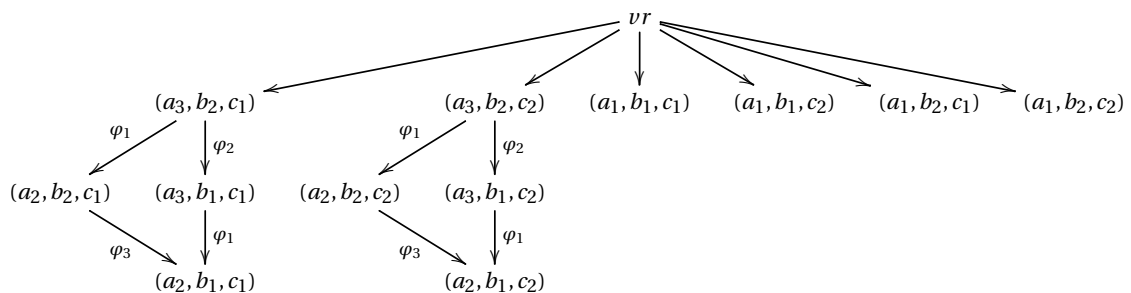 vr
(a₃, b₂, c₁) (a₃, b₂, c₂) (a₁, b₁, c₁) (a₁, b₁, c₂) (a₁, b₂, c₁) (a₁, b₂, c₂)
φ₁ φ₂ φ₁ φ₂
(a₂, b₂, c₁) (a₃, b₁, c₁) (a₂, b₂, c₂) (a₃, b₁, c₂)
φ₃ φ₁ φ₃ φ₁
(a₂, b₁, c₁) (a₂, b₁, c₂)